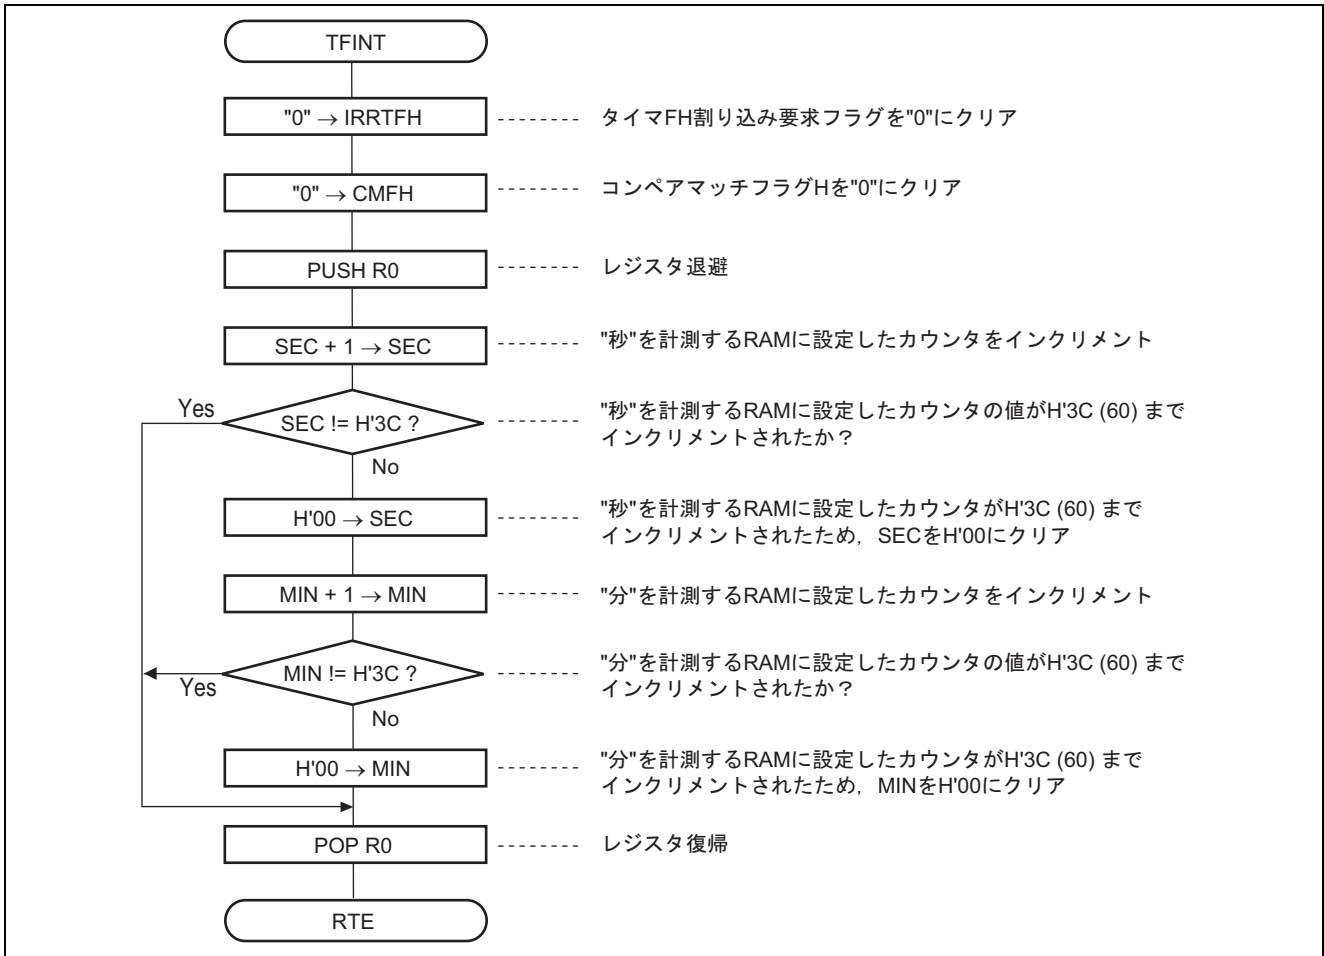 TFINT
"0" → IRRTFH
タイマFH割り込み要求フラグを"0"にクリア
"0" → CMFH
コンペアマッチフラグHを"0"にクリア
PUSH R0
レジスタ退避
SEC + 1 → SEC
"秒"を計測するRAMに設定したカウンタをインクリメント
Yes
SEC != H'3C ?
"秒"を計測するRAMに設定したカウンタの値がH'3C (60) まで
インクリメントされたか？
No
H'00 → SEC
"秒"を計測するRAMに設定したカウンタがH'3C (60) まで
インクリメントされたため，SECをH'00にクリア
MIN + 1 → MIN
"分"を計測するRAMに設定したカウンタをインクリメント
Yes
MIN != H'3C ?
"分"を計測するRAMに設定したカウンタの値がH'3C (60) まで
インクリメントされたか？
No
H'00 → MIN
"分"を計測するRAMに設定したカウンタがH'3C (60) まで
インクリメントされたため，MINをH'00にクリア
POP R0
レジスタ復帰
RTE